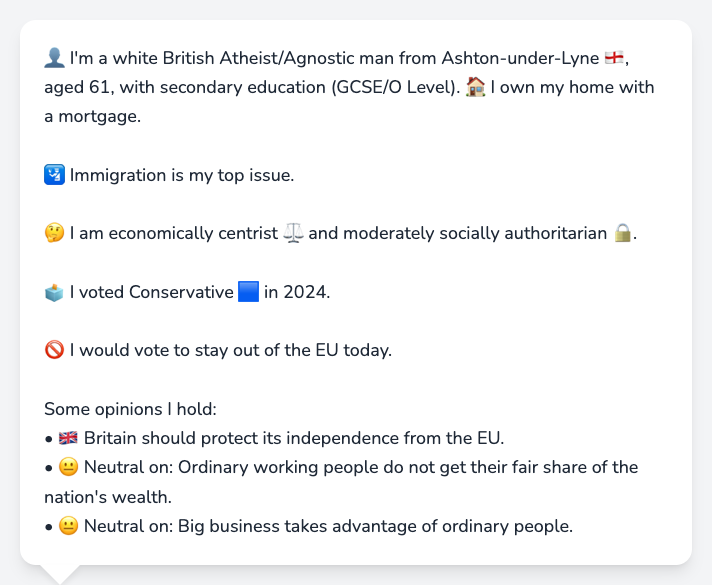 👤 I'm a white British Atheist/Agnostic man from Ashton-under-Lyne 🏴󠁧󠁢󠁥󠁮󠁧󠁿,
aged 61, with secondary education (GCSE/O Level). 🏠 I own my home with
a mortgage.
🛂 Immigration is my top issue.
🤔 I am economically centrist ⚖️ and moderately socially authoritarian 🔒.
🗳️ I voted Conservative 🟦 in 2024.
🚫 I would vote to stay out of the EU today.
Some opinions I hold:
• 🇬🇧 Britain should protect its independence from the EU.
• 😐 Neutral on: Ordinary working people do not get their fair share of the
nation's wealth.
• 😐 Neutral on: Big business takes advantage of ordinary people.